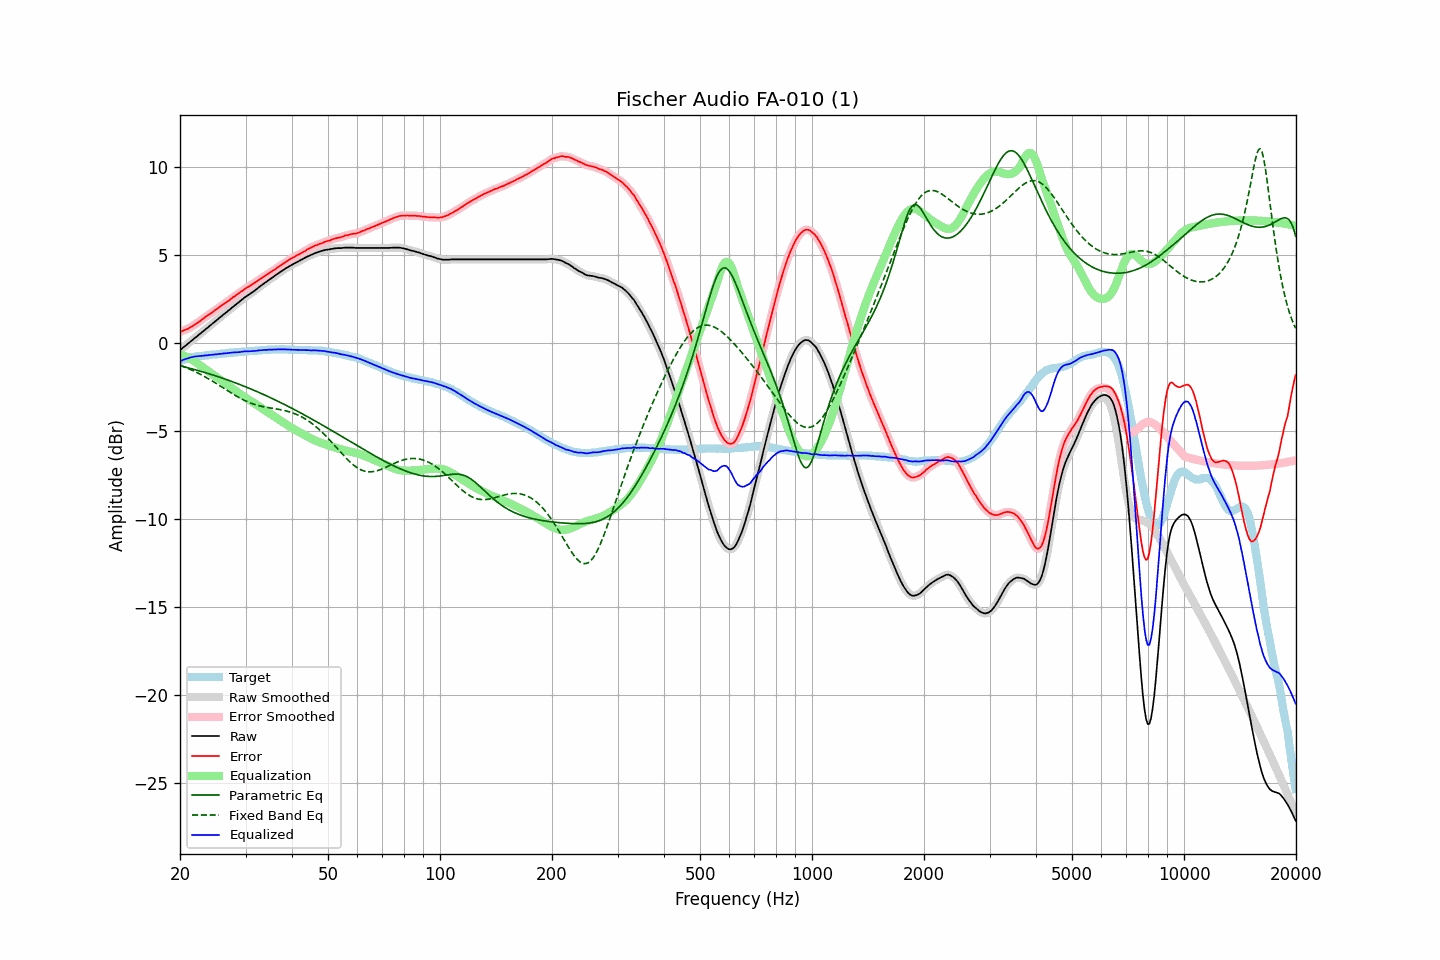 Fischer Audio FA-010 (1)
Amplitude (dBr)
10
5
0
−5
−10
−15
−20
−25
Target
Raw Smoothed
Error Smoothed
Raw
Error
Equalization
Parametric Eq
Fixed Band Eq
Equalized
20 50 100 200 500 1000 2000 5000 10000 20000
Frequency (Hz)